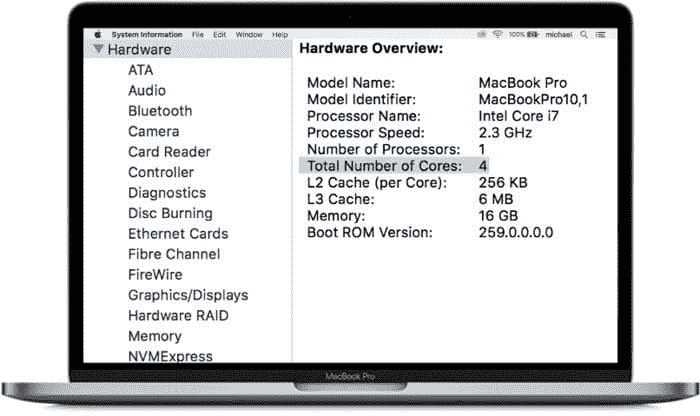 System Information File Edit Window Help 100% michael
Hardware
ATA
Audio
Bluetooth
Camera
Card Reader
Controller
Diagnostics
Disc Burning
Ethernet Cards
Fibre Channel
FireWire
Graphics/Displays
Hardware RAID
Memory
NVMExpress
Hardware Overview:
Model Name: MacBook Pro
Model Identifier: MacBookPro10,1
Processor Name: Intel Core i7
Processor Speed: 2.3 GHz
Number of Processors: 1
Total Number of Cores: 4
L2 Cache (per Core): 256 KB
L3 Cache: 6 MB
Memory: 16 GB
Boot ROM Version: 259.0.0.0.0
MacBook Pro